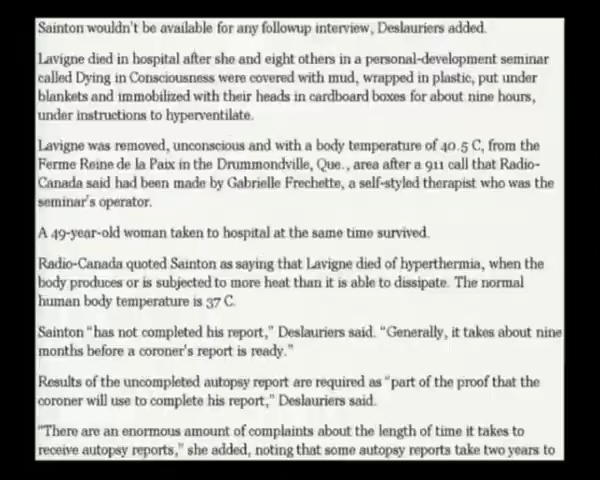 Sainton wouldn't be available for any followup interview, Deslauriers added.
Lavigne died in hospital after she and eight others in a personal-development seminar
called Dying in Consciousness were covered with mud, wrapped in plastic, put under
blankets and immobilized with their heads in cardboard boxes for about nine hours,
under instructions to hyperventilate.
Lavigne was removed, unconscious and with a body temperature of 40.5 C, from the
Ferme Reine de la Paix in the Drummondville, Que., area after a 911 call that Radio-
Canada said had been made by Gabrielle Frechette, a self-styled therapist who was the
seminar's operator.
A 49-year-old woman taken to hospital at the same time survived.
Radio-Canada quoted Sainton as saying that Lavigne died of hyperthermia, when the
body produces or is subjected to more heat than it is able to dissipate. The normal
human body temperature is 37 C.
Sainton "has not completed his report," Deslauriers said. "Generally, it takes about nine
months before a coroner's report is ready."
Results of the uncompleted autopsy report are required as "part of the proof that the
coroner will use to complete his report," Deslauriers said.
"There are an enormous amount of complaints about the length of time it takes to
receive autopsy reports," she added, noting that some autopsy reports take two years to